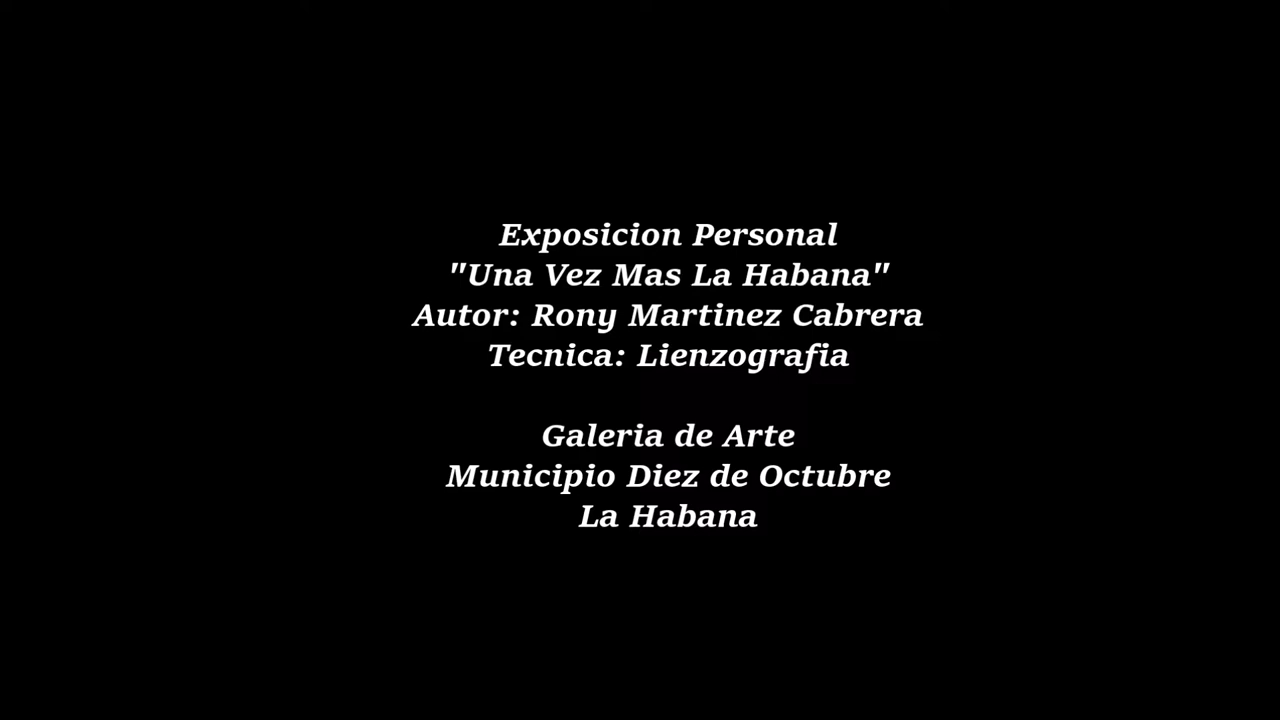 Exposicion Personal
"Una Vez Mas La Habana"
Autor: Rony Martinez Cabrera
Tecnica: Lienzografia
Galeria de Arte
Municipio Diez de Octubre
La Habana